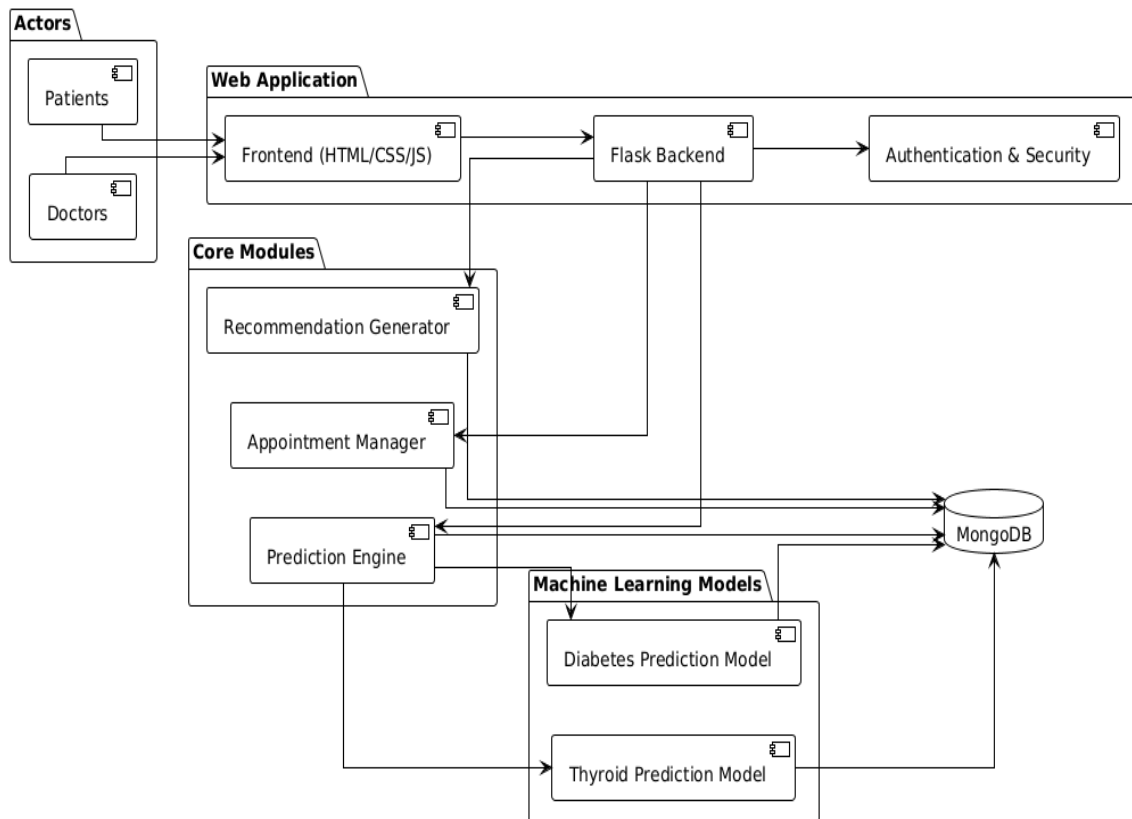 Actors
Patients
Doctors
Web Application
Frontend (HTML/CSS/JS)
Flask Backend
Authentication & Security
Core Modules
Recommendation Generator
Appointment Manager
Prediction Engine
MongoDB
Machine Learning Models
Diabetes Prediction Model
Thyroid Prediction Model